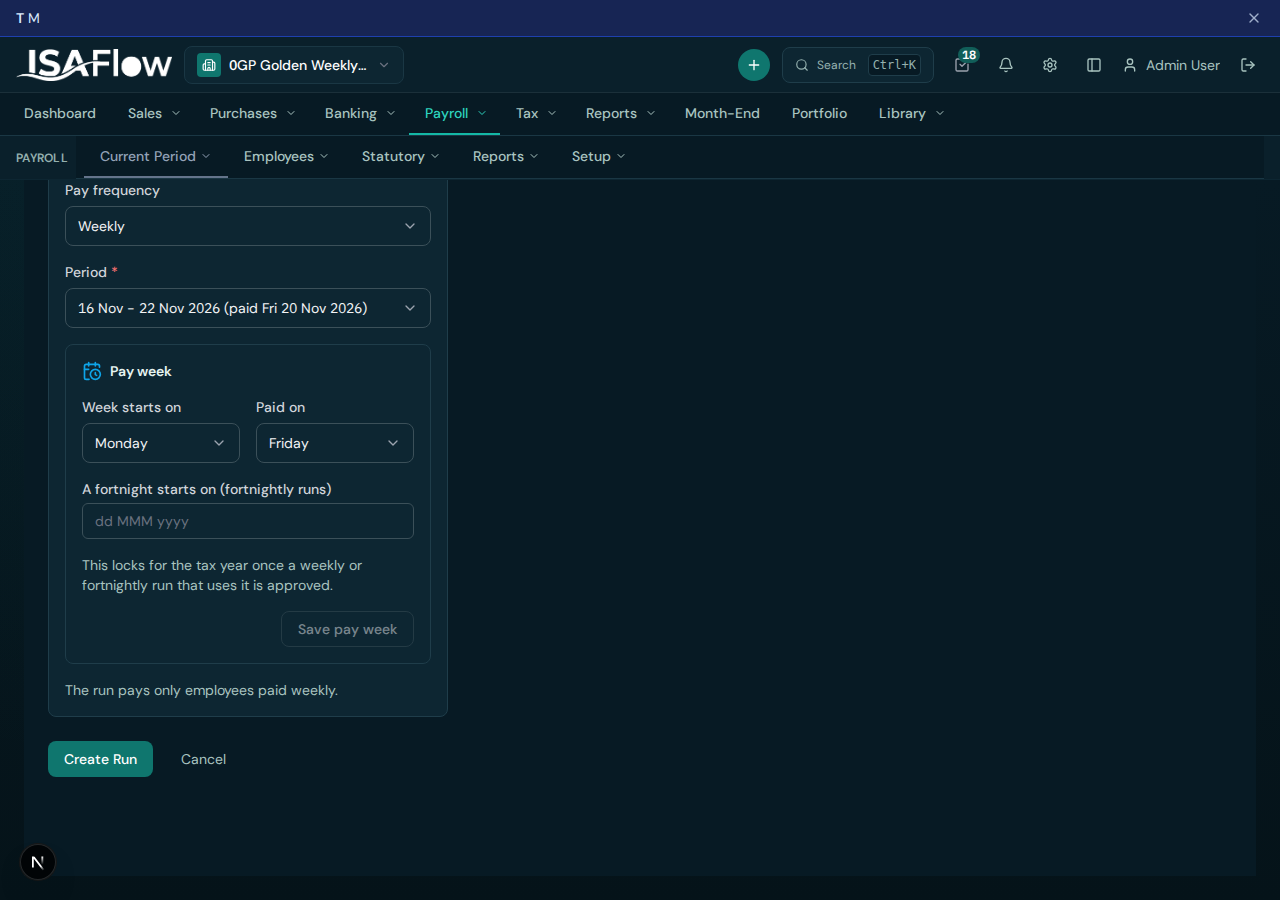 T M
ISAFlow
0GP Golden Weekly...
Search Ctrl+K
18
Admin User
Dashboard Sales Purchases Banking Payroll Tax Reports Month-End Portfolio Library
PAYROLL Current Period Employees Statutory Reports Setup
Pay frequency
Weekly
Period *
16 Nov – 22 Nov 2026 (paid Fri 20 Nov 2026)
Pay week
Week starts on Paid on
Monday Friday
A fortnight starts on (fortnightly runs)
dd MMM yyyy
This locks for the tax year once a weekly or
fortnightly run that uses it is approved.
Save pay week
The run pays only employees paid weekly.
Create Run Cancel
N